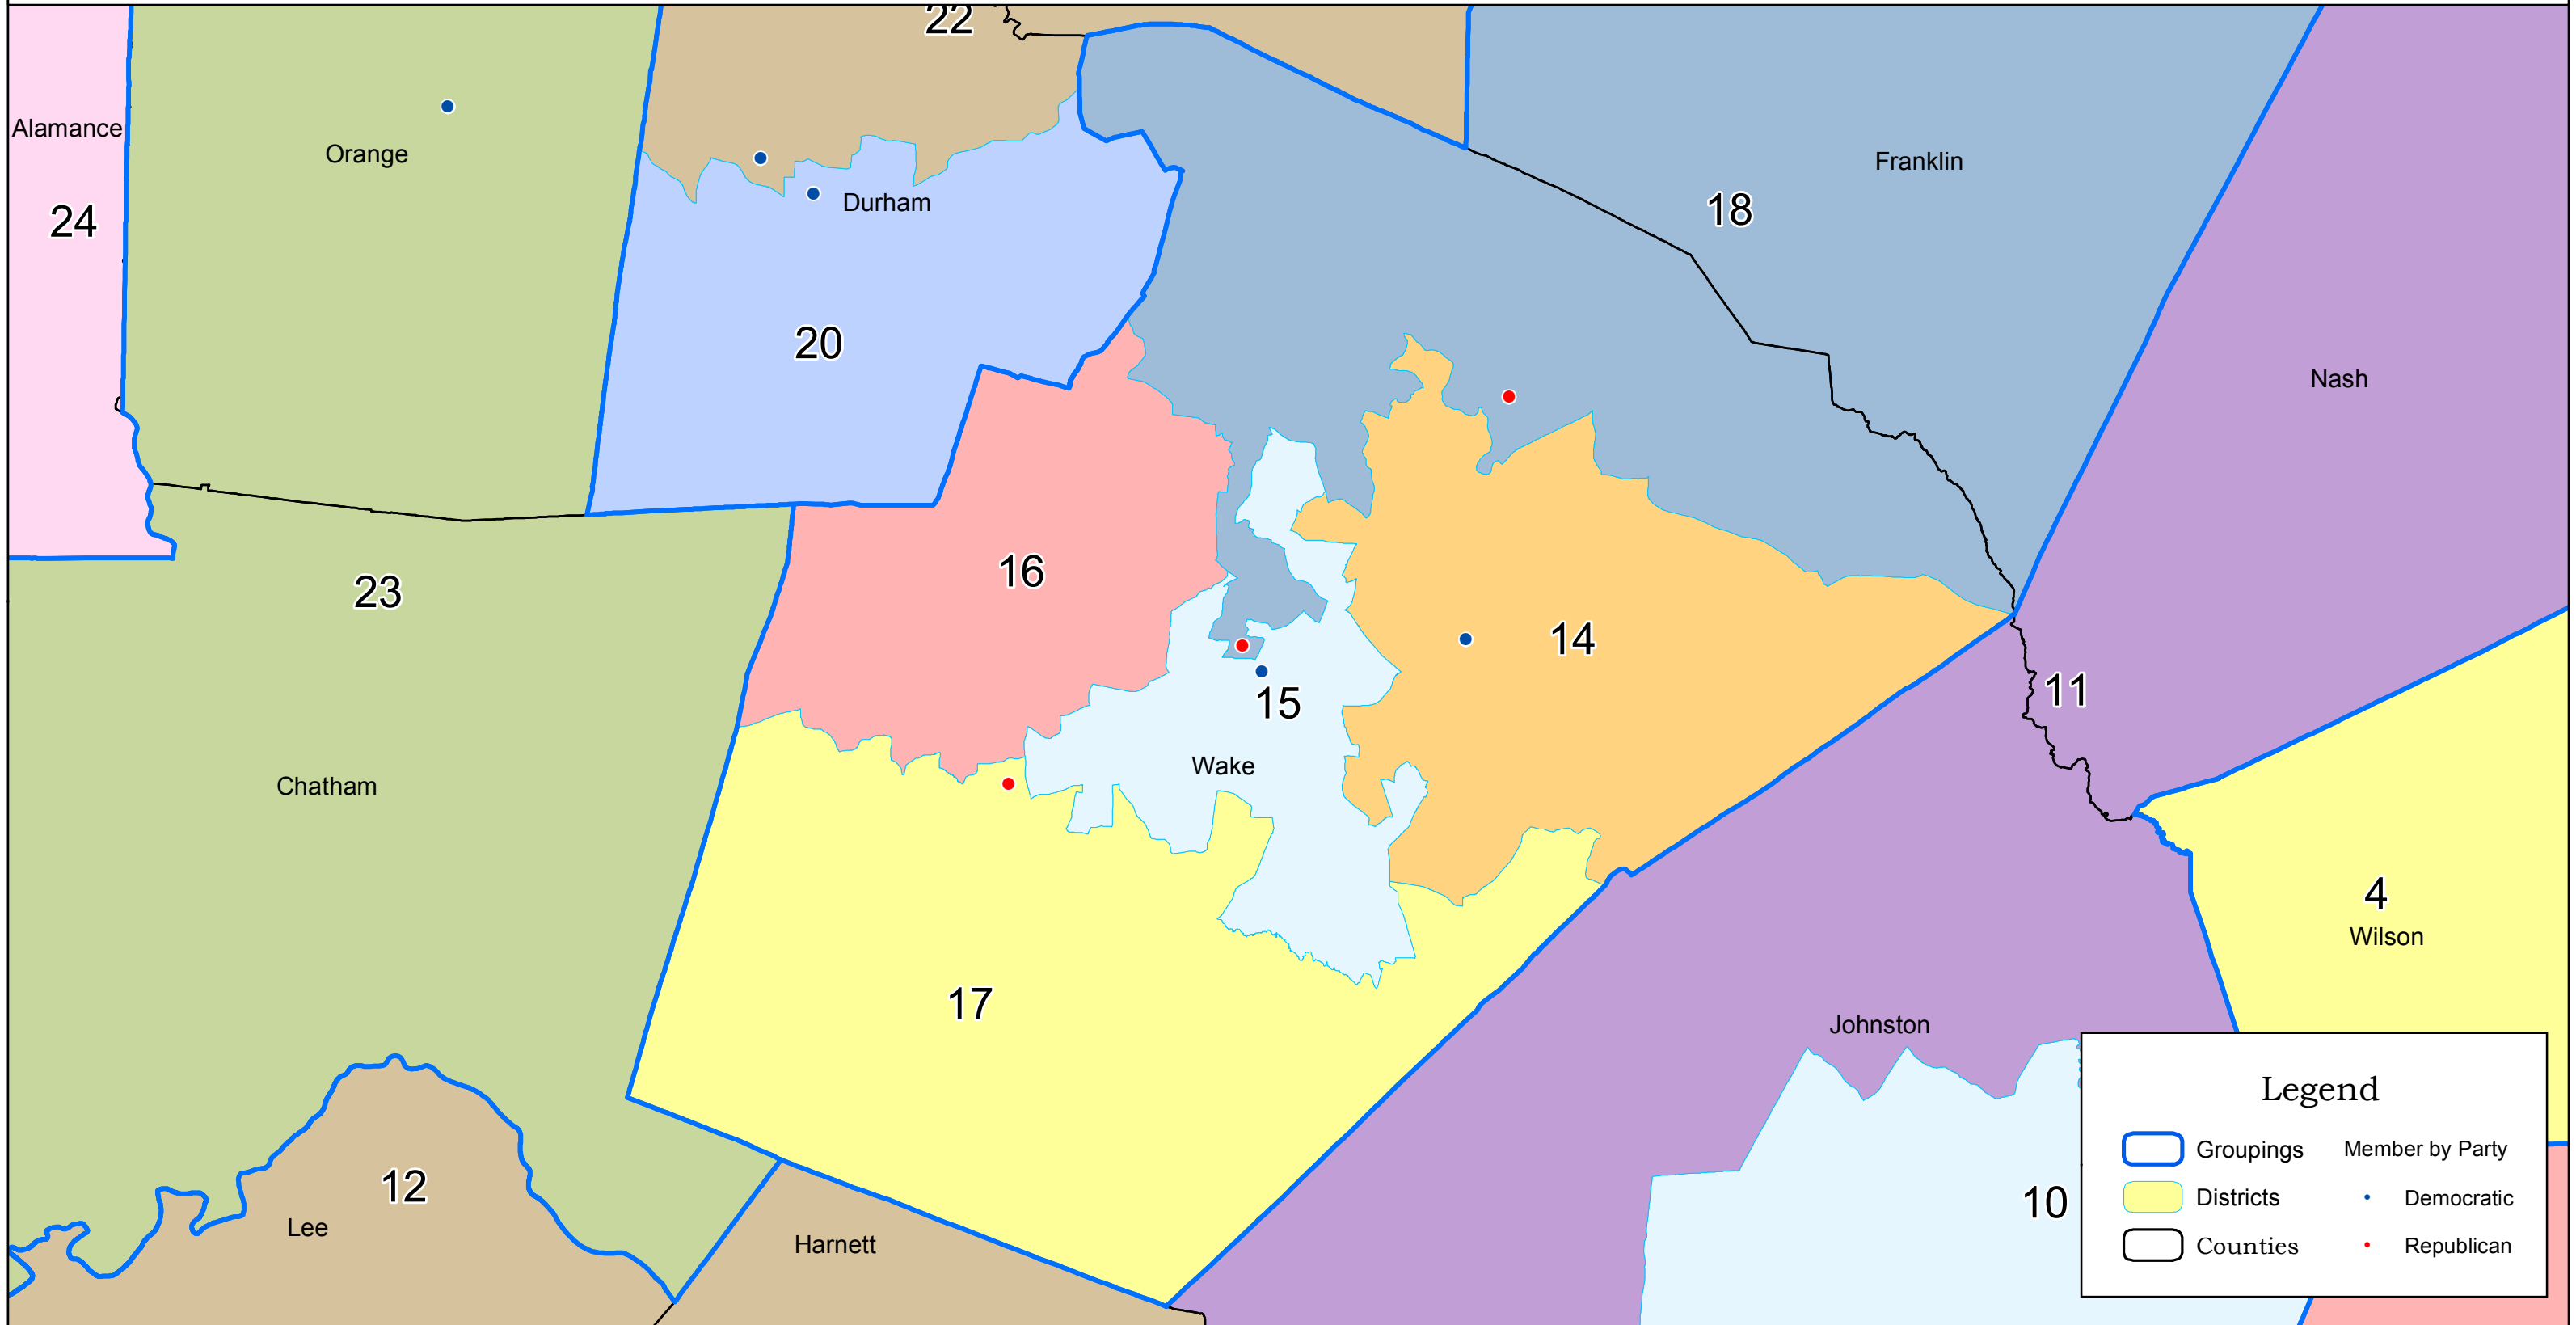 22
Alamance
Orange
Franklin
Durham
18
24
20
Nash
16
23
14
11
15
Wake
Chatham
4
Wilson
17
Johnston
12
Lee
Harnett
10
Legend
Groupings Member by Party
Districts Democratic
Counties Republican